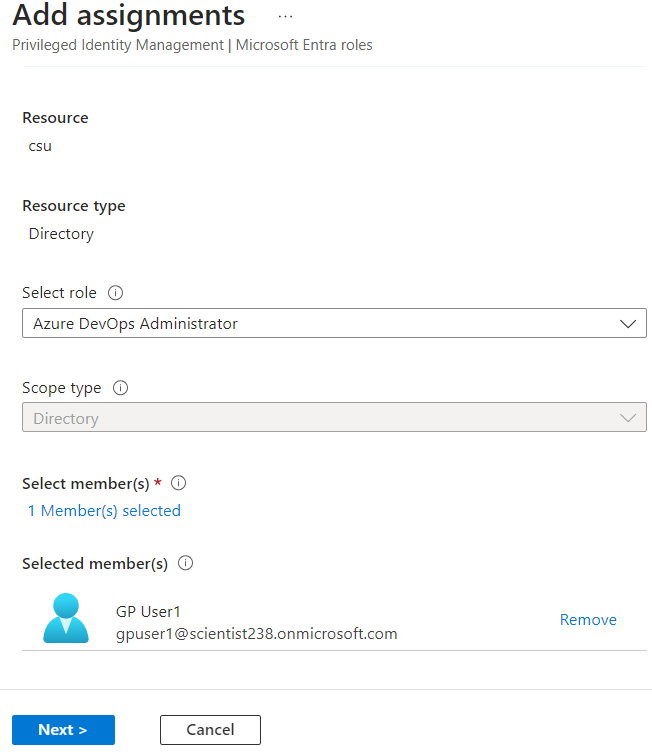 Add assignments ...
Privileged Identity Management | Microsoft Entra roles
Resource
csu
Resource type
Directory
Select role
Azure DevOps Administrator
Scope type
Directory
Select member(s) *
1 Member(s) selected
Selected member(s)
GP User1
gpuser1@scientist238.onmicrosoft.com
Remove
Next >
Cancel